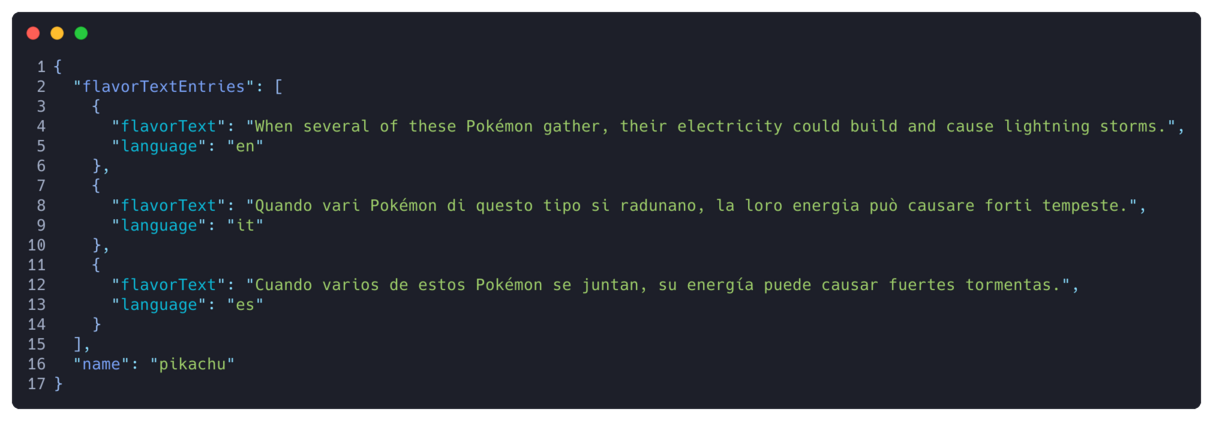 1 {
2   "flavorTextEntries": [
3     {
4       "flavorText": "When several of these Pokémon gather, their electricity could build and cause lightning storms.",
5       "language": "en"
6     },
7     {
8       "flavorText": "Quando vari Pokémon di questo tipo si radunano, la loro energia può causare forti tempeste.",
9       "language": "it"
10     },
11     {
12       "flavorText": "Cuando varios de estos Pokémon se juntan, su energía puede causar fuertes tormentas.",
13       "language": "es"
14     }
15   ],
16   "name": "pikachu"
17 }